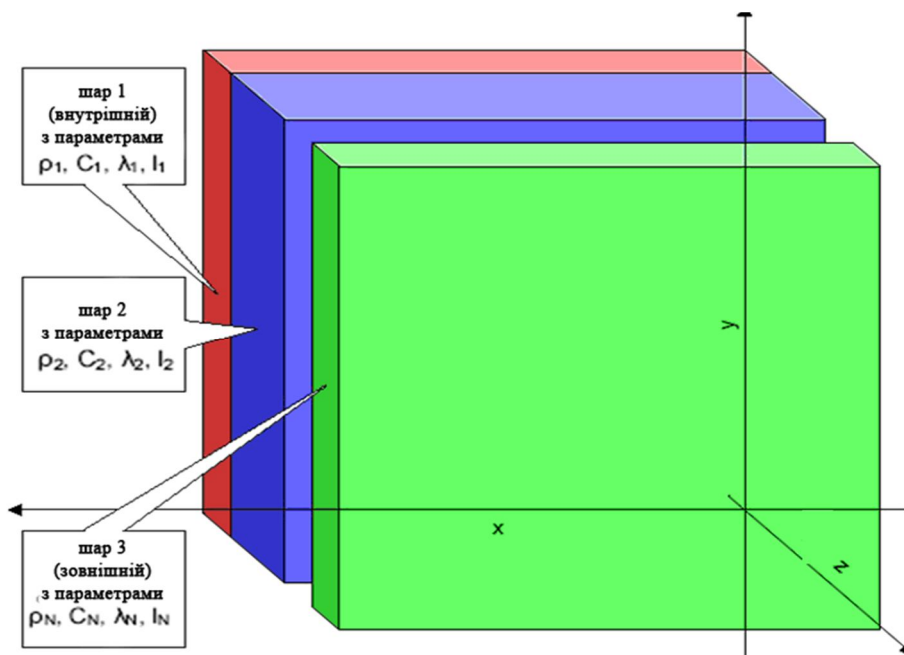 шар 1
(внутрішній)
з параметрами
ρ₁, C₁, λ₁, l₁
шар 2
з параметрами
ρ₂, C₂, λ₂, l₂
шар 3
(зовнішній)
з параметрами
ρN, CN, λN, lN
y
x
z